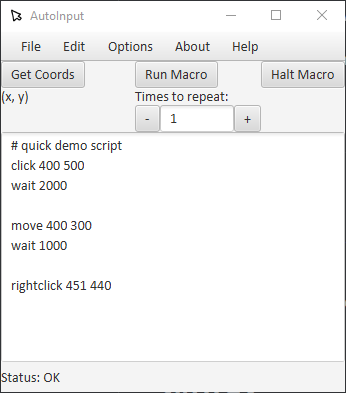 AutoInput
File Edit Options About Help
Get Coords Run Macro Halt Macro
(x, y) Times to repeat:
- 1 +
# quick demo script
click 400 500
wait 2000
move 400 300
wait 1000
rightclick 451 440
Status: OK